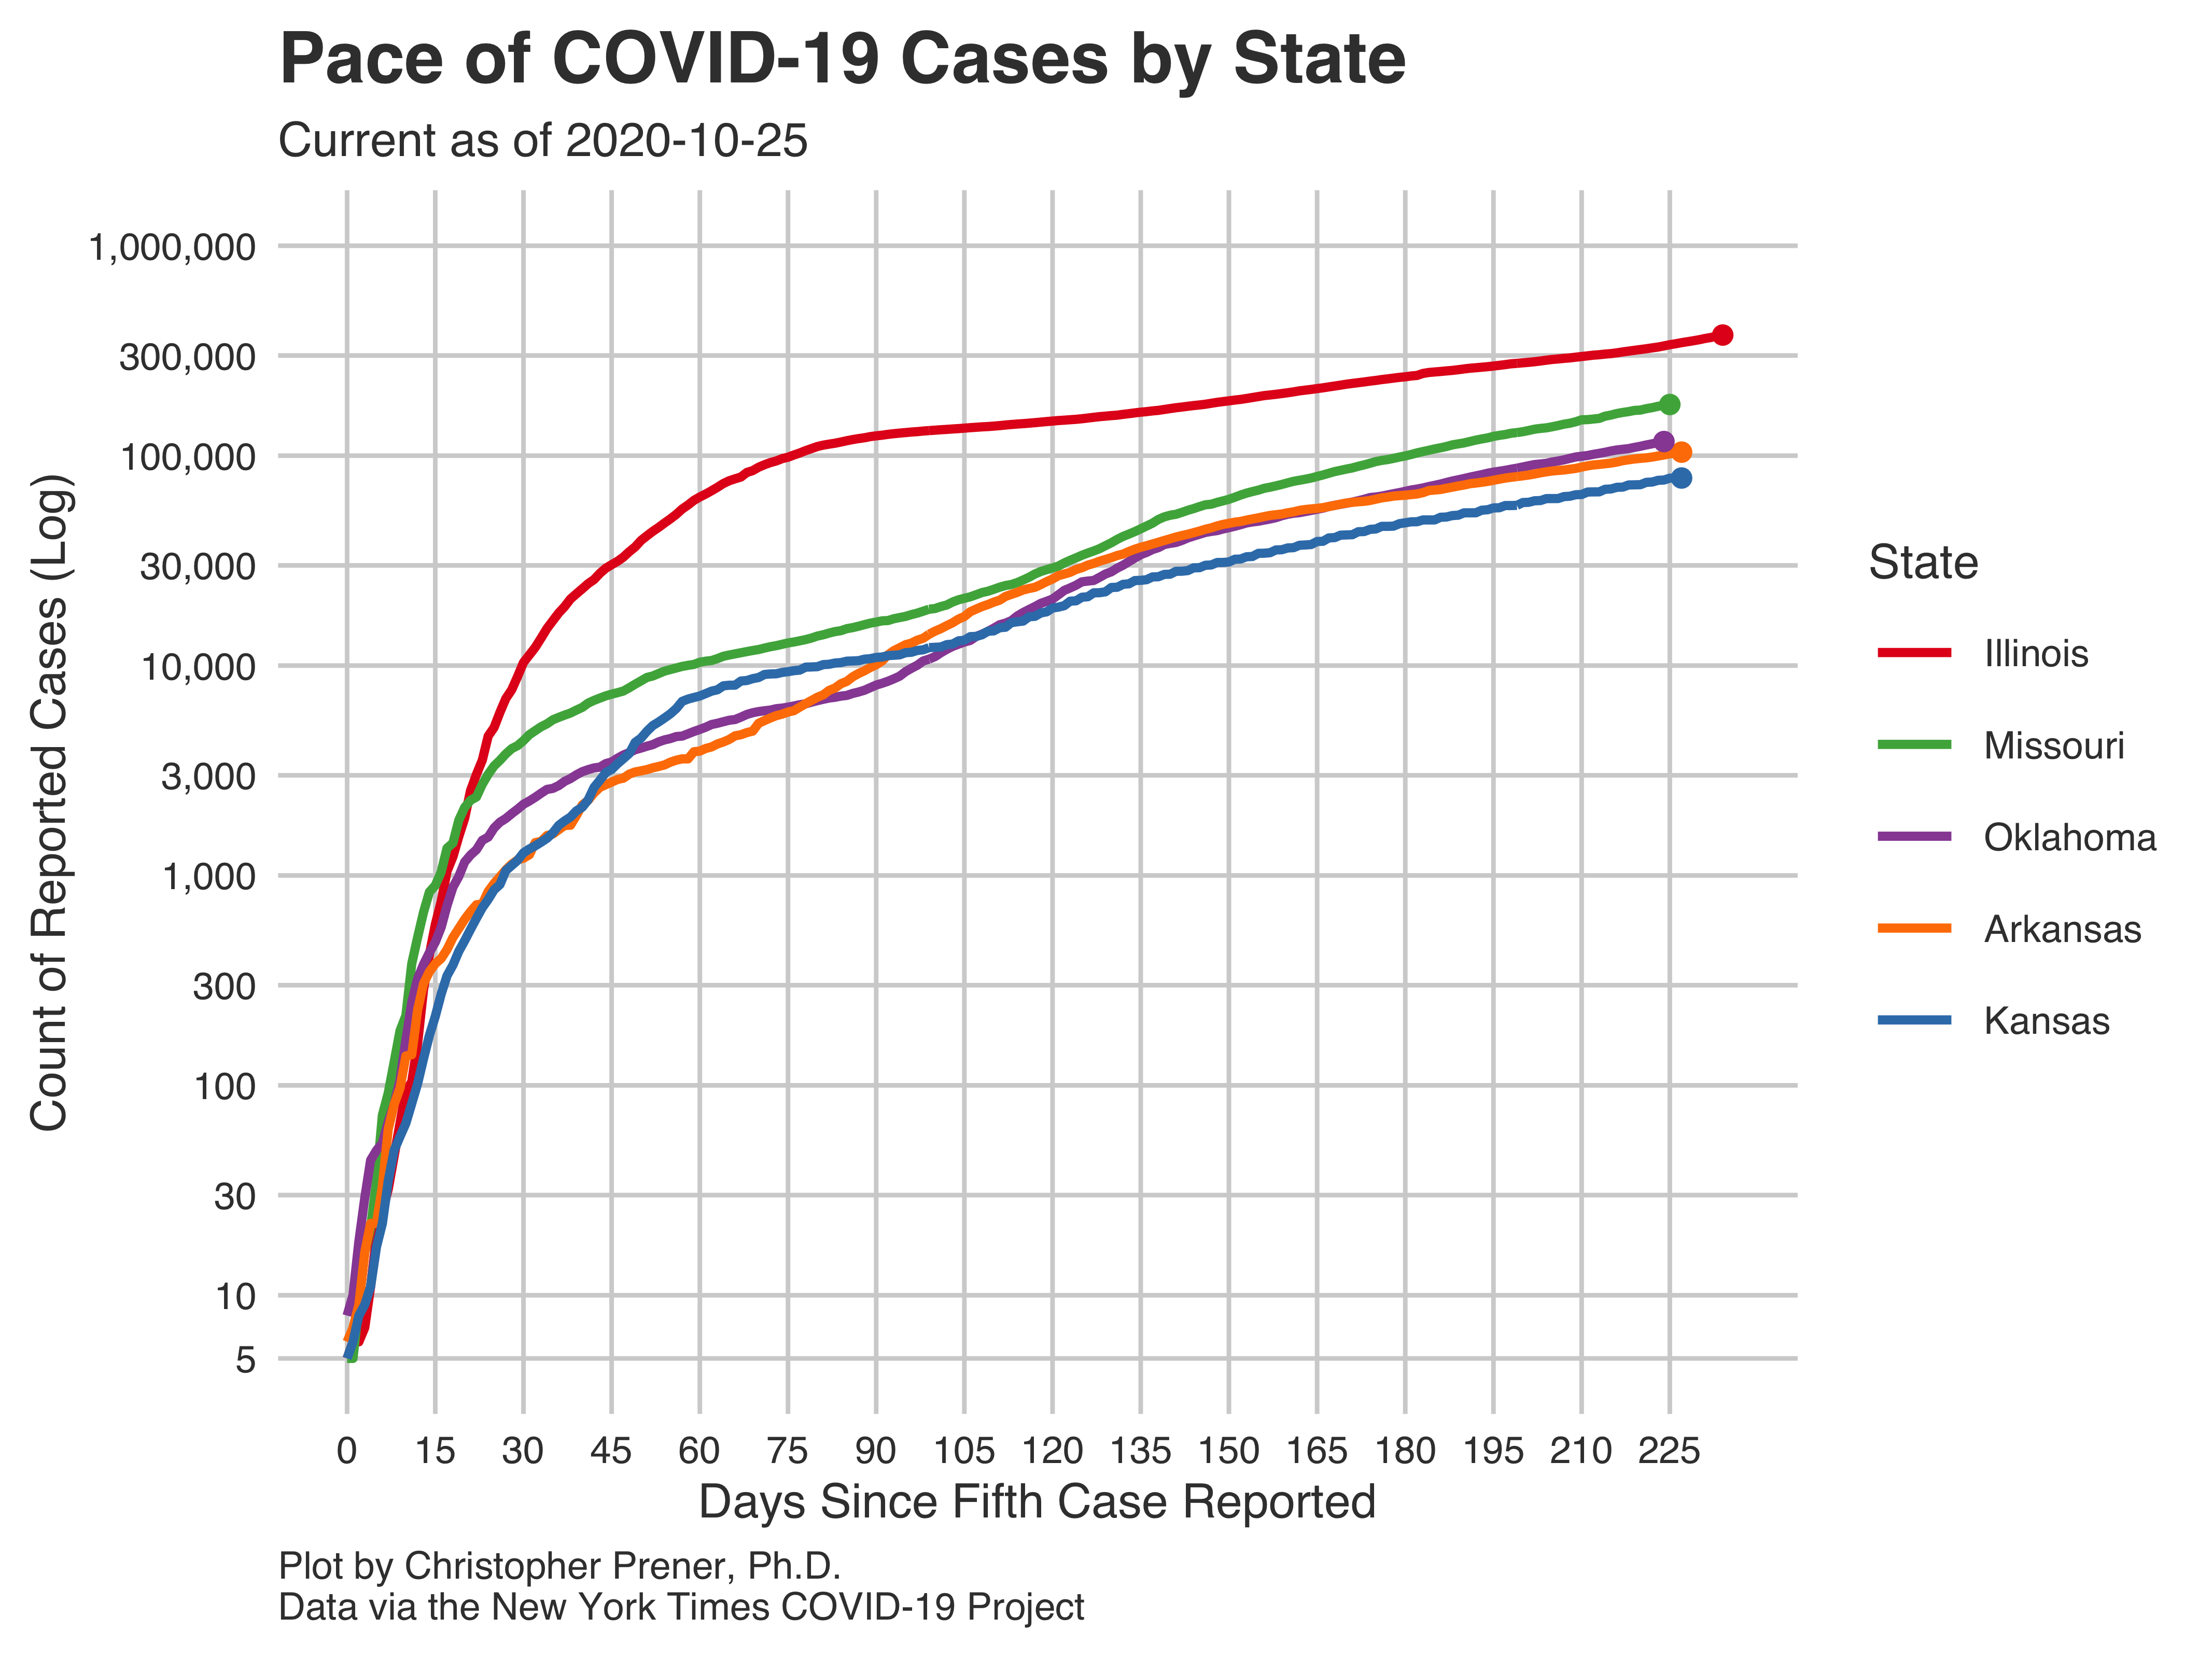 Pace of COVID-19 Cases by State
Current as of 2020-10-25
Count of Reported Cases (Log)
1,000,000
300,000
100,000
30,000
10,000
3,000
1,000
300
100
30
10
5
0 15 30 45 60 75 90 105 120 135 150 165 180 195 210 225
Days Since Fifth Case Reported
State
Illinois
Missouri
Oklahoma
Arkansas
Kansas
Plot by Christopher Prener, Ph.D.
Data via the New York Times COVID-19 Project